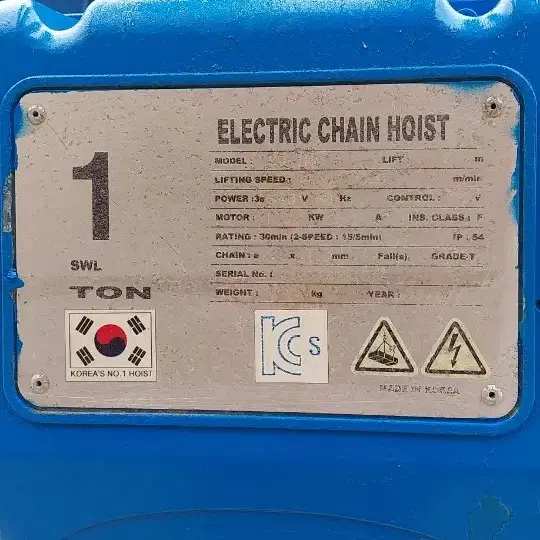 1
SWL
TON
KOREA'S NO.1 HOIST
ELECTRIC CHAIN HOIST
MODEL : LIFT m
LIFTING SPEED : m/min
POWER : 3ø V Hz CONTROL : V
MOTOR : KW A INS. CLASS : F
RATING : 30min (2-SPEED : 15/5min) IP : 54
CHAIN : ø x mm Fall(s), GRADE-T
SERIAL No. :
WEIGHT : kg YEAR :
KCs
MADE IN KOREA